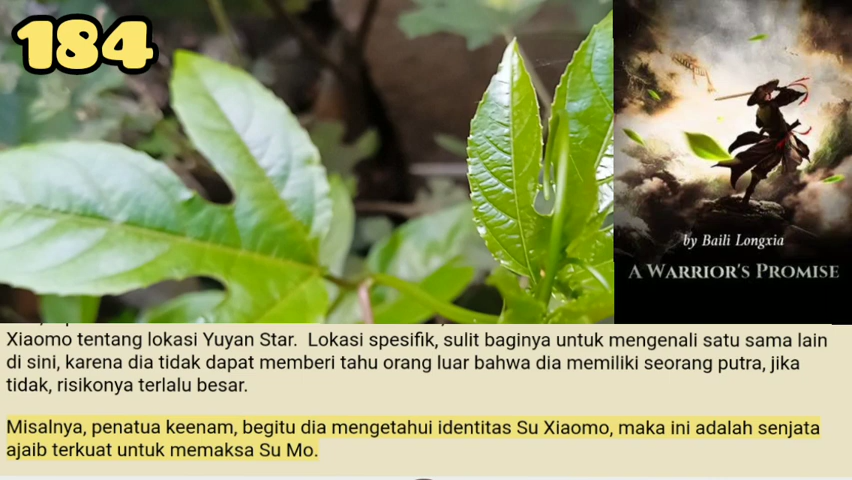 184
by Baili Longxia
A WARRIOR'S PROMISE
Xiaomo tentang lokasi Yuyan Star. Lokasi spesifik, sulit baginya untuk mengenali satu sama lain
di sini, karena dia tidak dapat memberi tahu orang luar bahwa dia memiliki seorang putra, jika
tidak, risikonya terlalu besar.
Misalnya, penatua keenam, begitu dia mengetahui identitas Su Xiaomo, maka ini adalah senjata
ajaib terkuat untuk memaksa Su Mo.